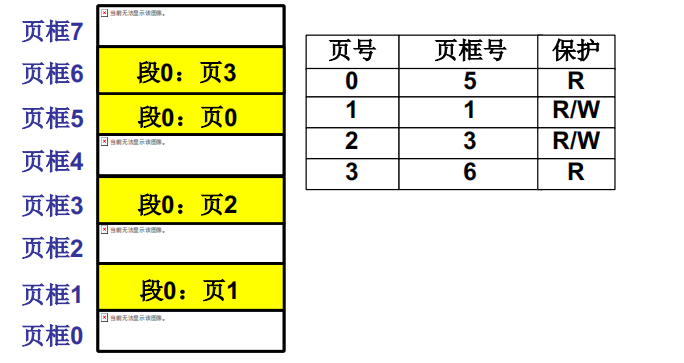 页框7
当前无法显示该图像。
页框6
段0：页3
页框5
段0：页0
页框4
当前无法显示该图像。
页框3
段0：页2
页框2
当前无法显示该图像。
页框1
段0：页1
页框0
当前无法显示该图像。
页号 页框号 保护
0 5 R
1 1 R/W
2 3 R/W
3 6 R